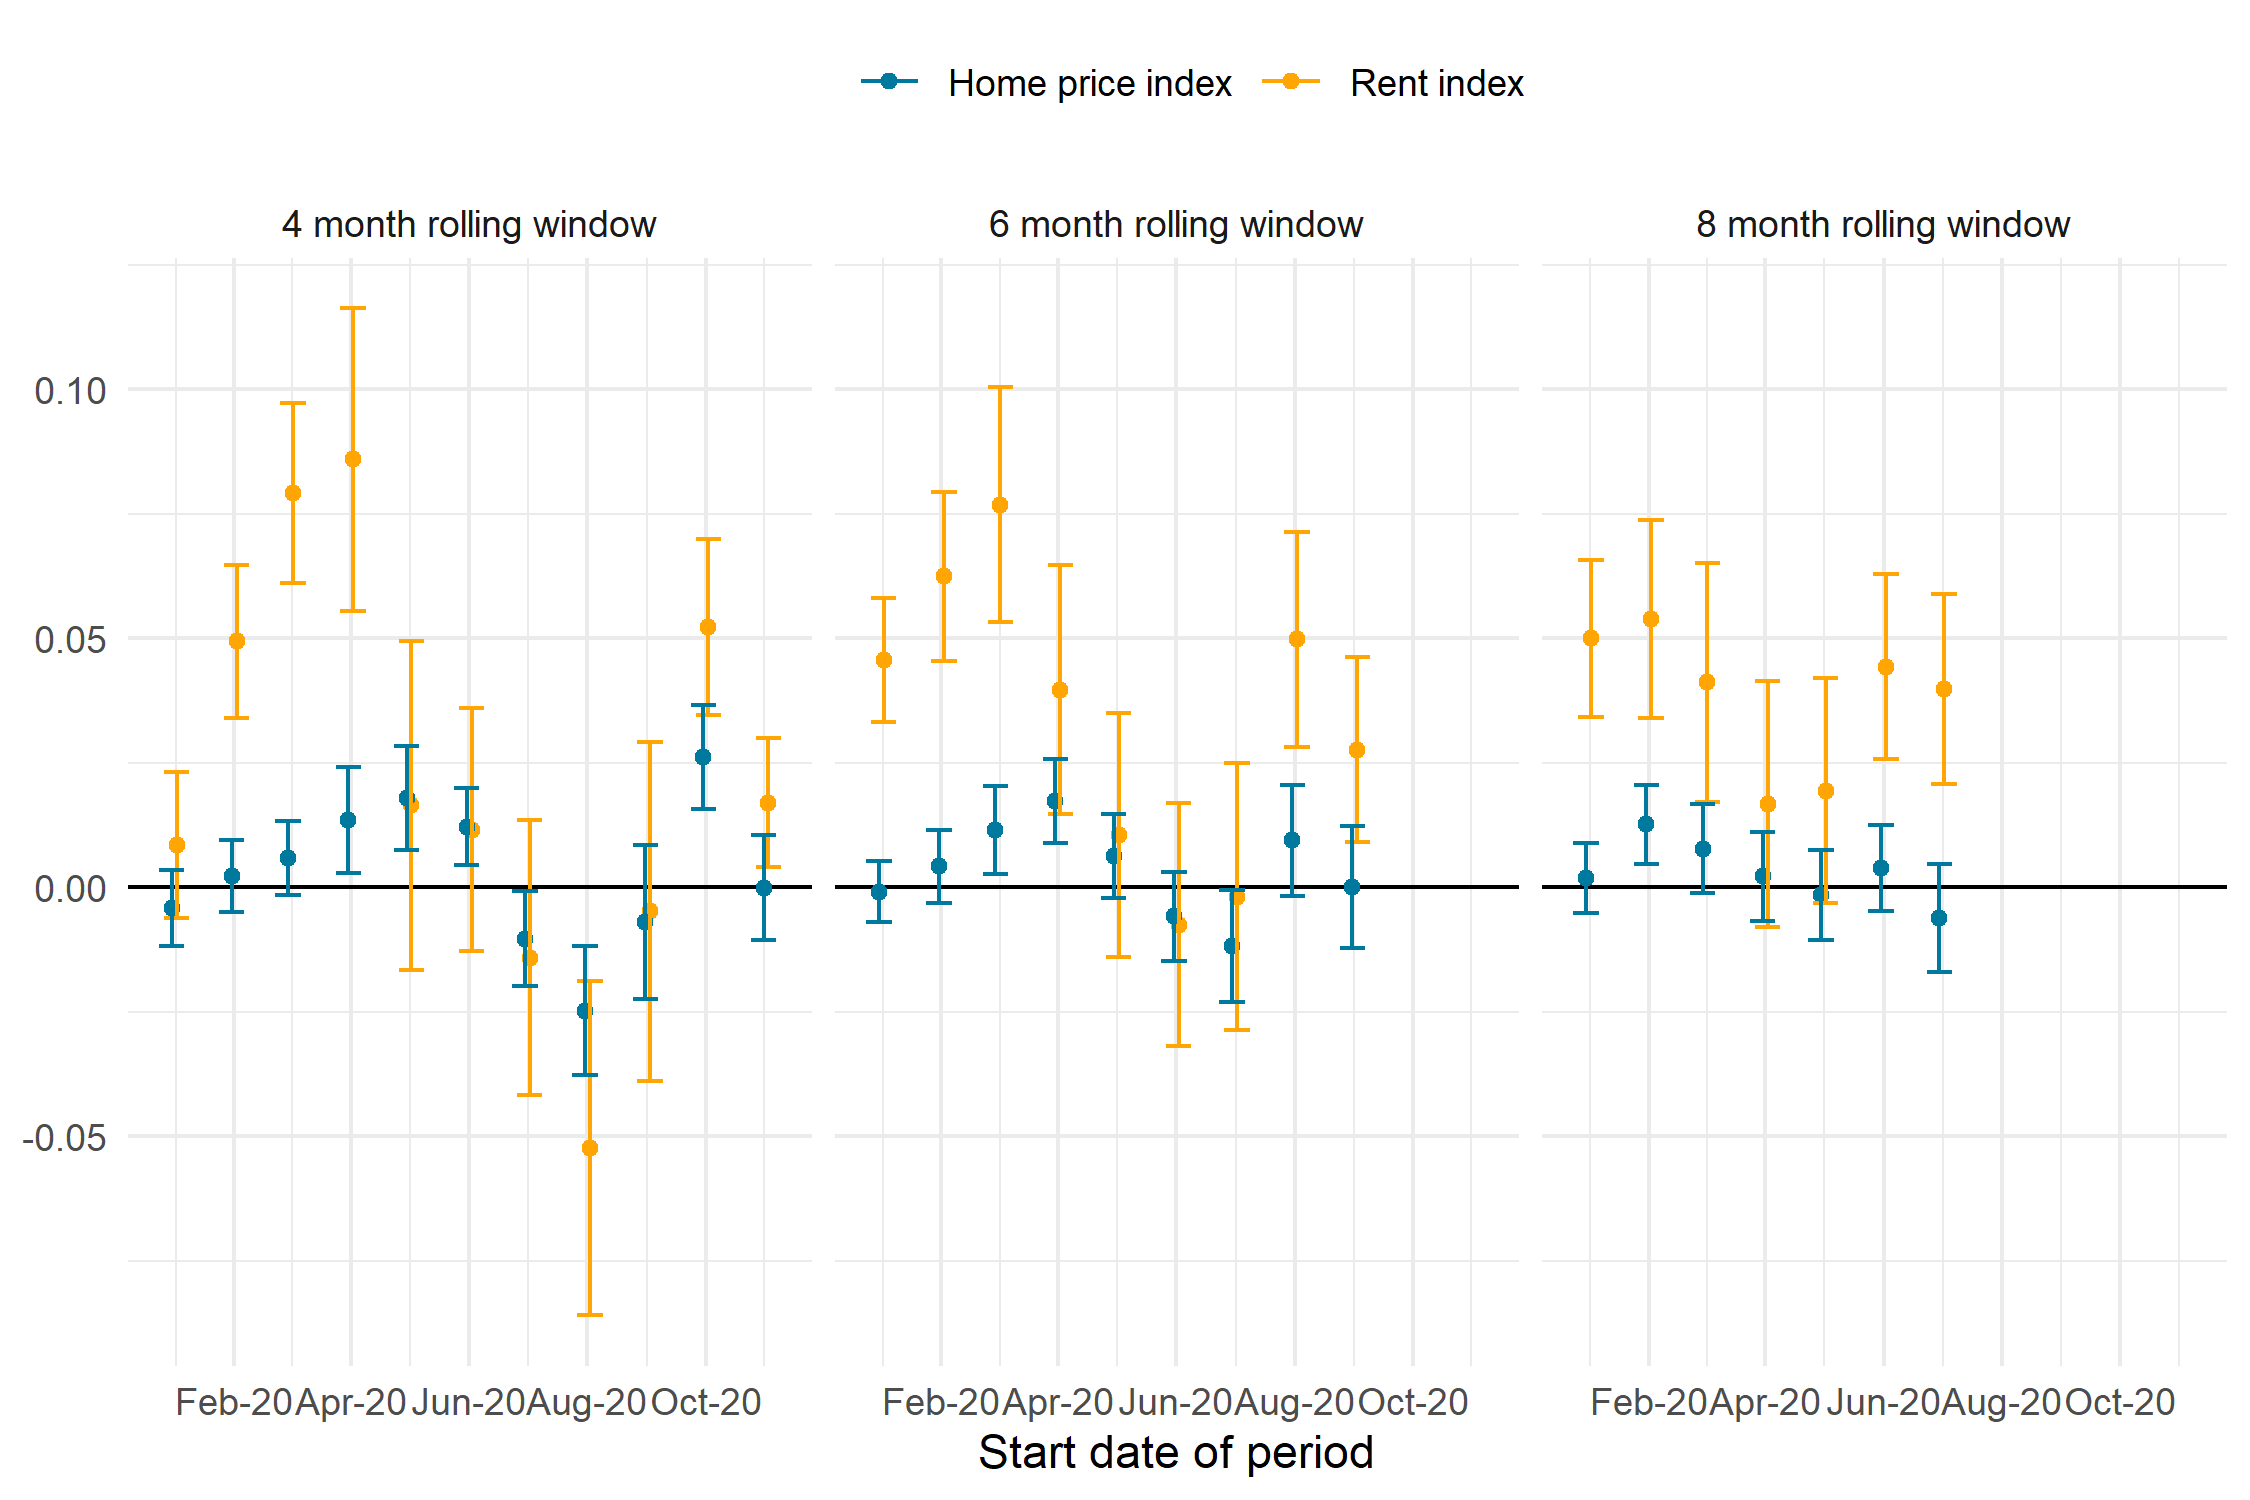 Home price index Rent index
4 month rolling window 6 month rolling window 8 month rolling window
0.10
0.05
0.00
-0.05
Feb-20 Apr-20 Jun-20 Aug-20 Oct-20 Feb-20 Apr-20 Jun-20 Aug-20 Oct-20 Feb-20 Apr-20 Jun-20 Aug-20 Oct-20
Start date of period